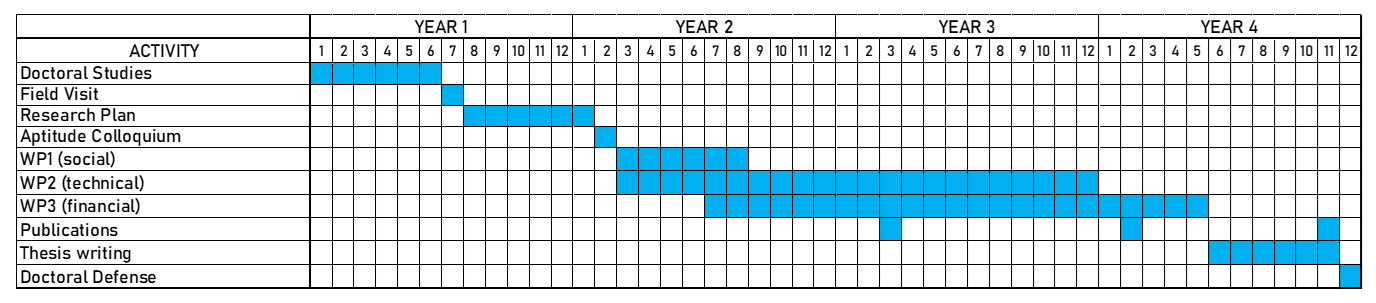 YEAR 1 YEAR 2 YEAR 3 YEAR 4
ACTIVITY 1 2 3 4 5 6 7 8 9 10 11 12 1 2 3 4 5 6 7 8 9 10 11 12 1 2 3 4 5 6 7 8 9 10 11 12 1 2 3 4 5 6 7 8 9 10 11 12
Doctoral Studies
Field Visit
Research Plan
Aptitude Colloquium
WP1 (social)
WP2 (technical)
WP3 (financial)
Publications
Thesis writing
Doctoral Defense